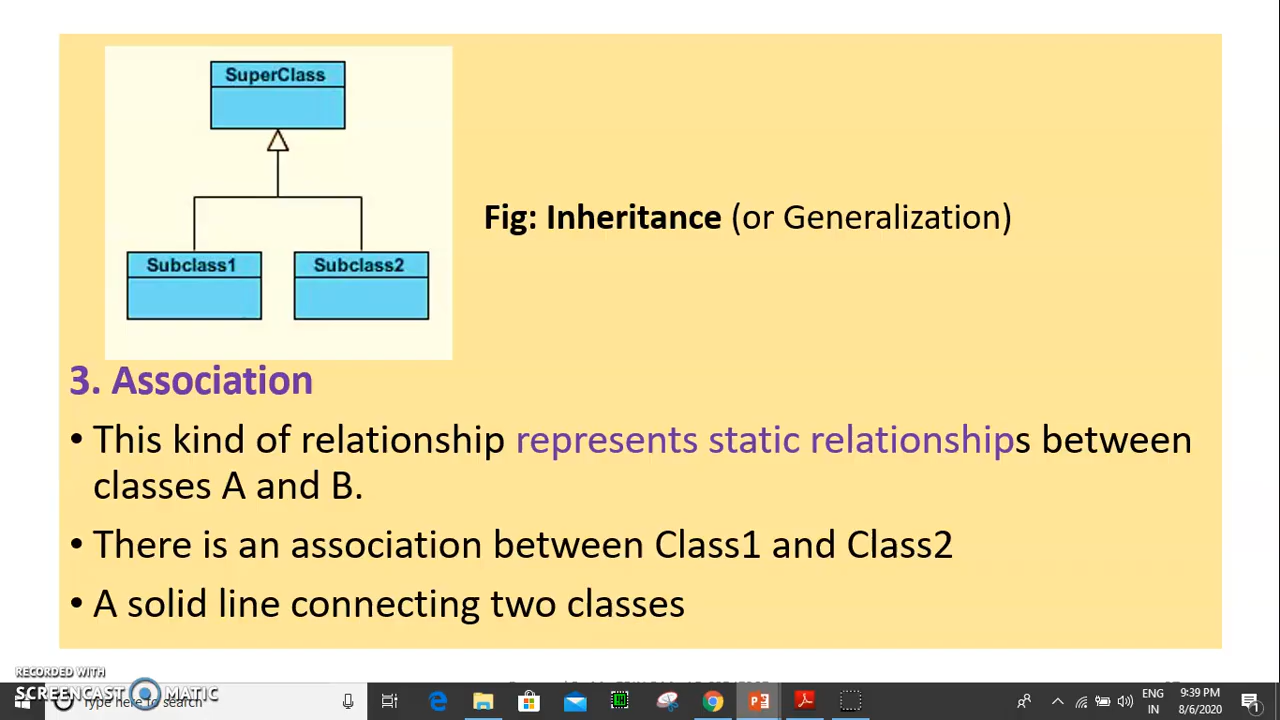 SuperClass
Fig: Inheritance (or Generalization)
Subclass1 Subclass2
3. Association
• This kind of relationship represents static relationships between
classes A and B.
• There is an association between Class1 and Class2
• A solid line connecting two classes
RECORDED WITH
SCREENCAST MATIC
Type here to search
ENG
IN
9:39 PM
8/6/2020
1